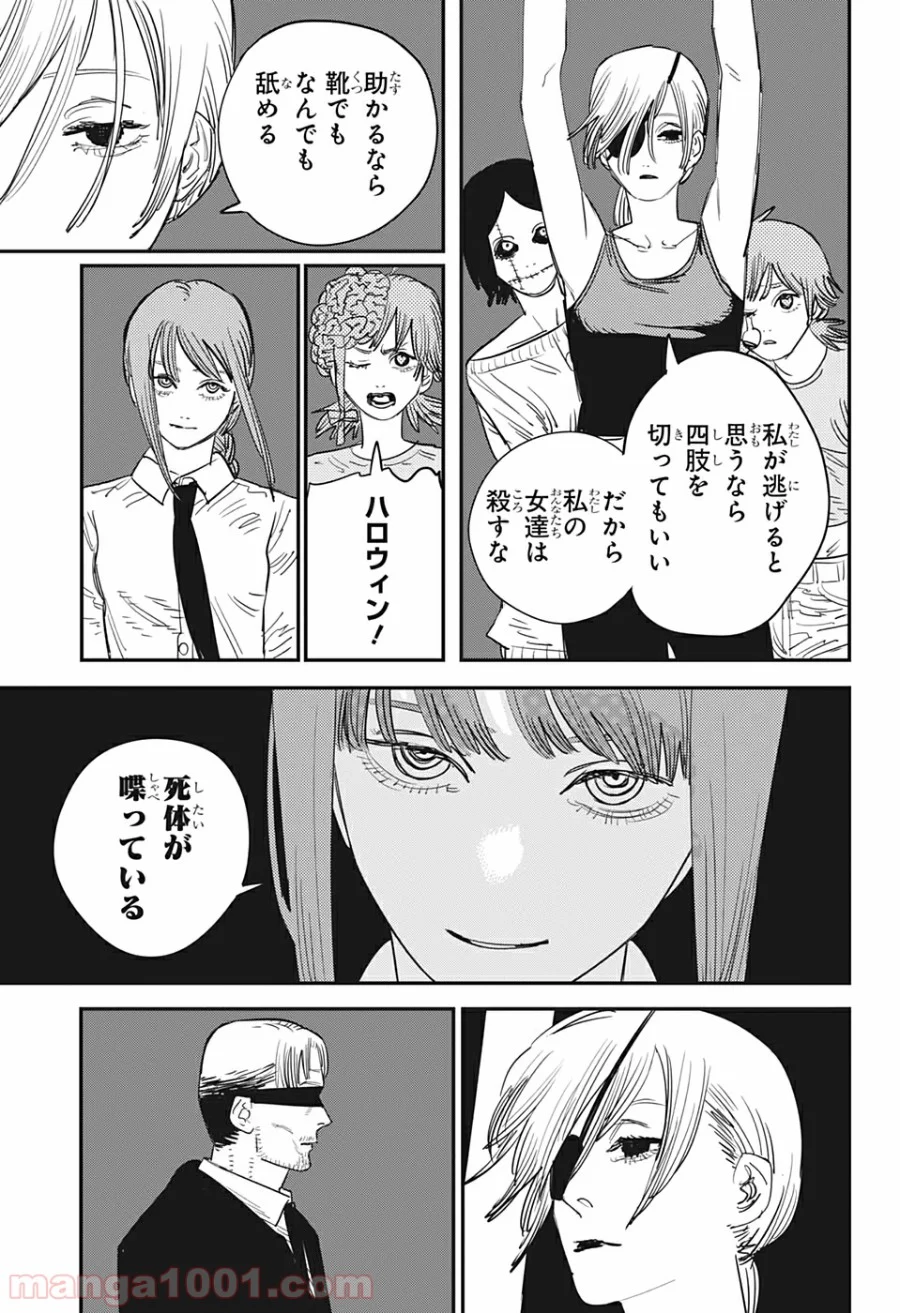 私が逃げると
思うなら
四肢を
切ってもいい
だから
私の
女達は
殺すな
助かるなら
靴でも
なんでも
舐める
ハロウィン!
死体が
喋っている
manga1001.com